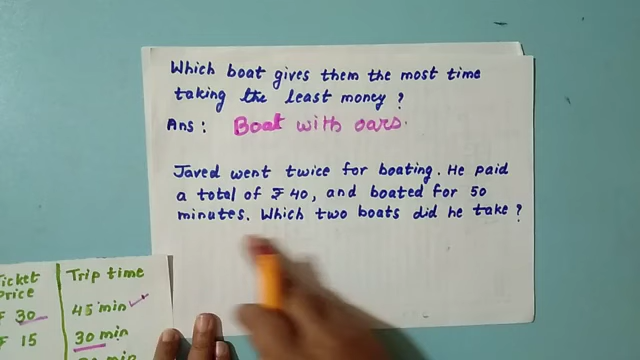 Which boat gives them the most time
taking the least money ?
Ans : Boat with oars.
Javed went twice for boating. He paid
a total of ₹ 40, and boated for 50
minutes. Which two boats did he take ?
Ticket Trip time
Price
₹ 30 45 min
₹ 15 30 min
min